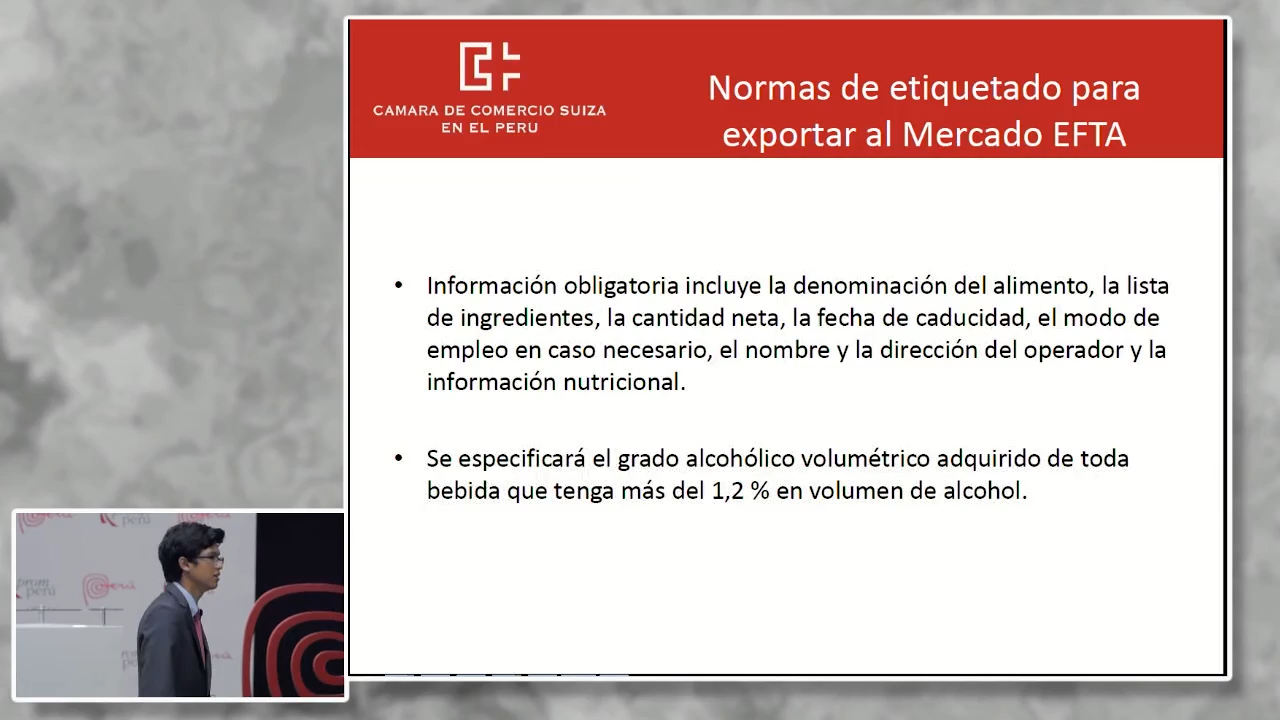 CAMARA DE COMERCIO SUIZA
EN EL PERU
Normas de etiquetado para
exportar al Mercado EFTA
• Información obligatoria incluye la denominación del alimento, la lista
de ingredientes, la cantidad neta, la fecha de caducidad, el modo de
empleo en caso necesario, el nombre y la dirección del operador y la
información nutricional.
• Se especificará el grado alcohólico volumétrico adquirido de toda
bebida que tenga más del 1,2 % en volumen de alcohol.
perú
Perú
perú